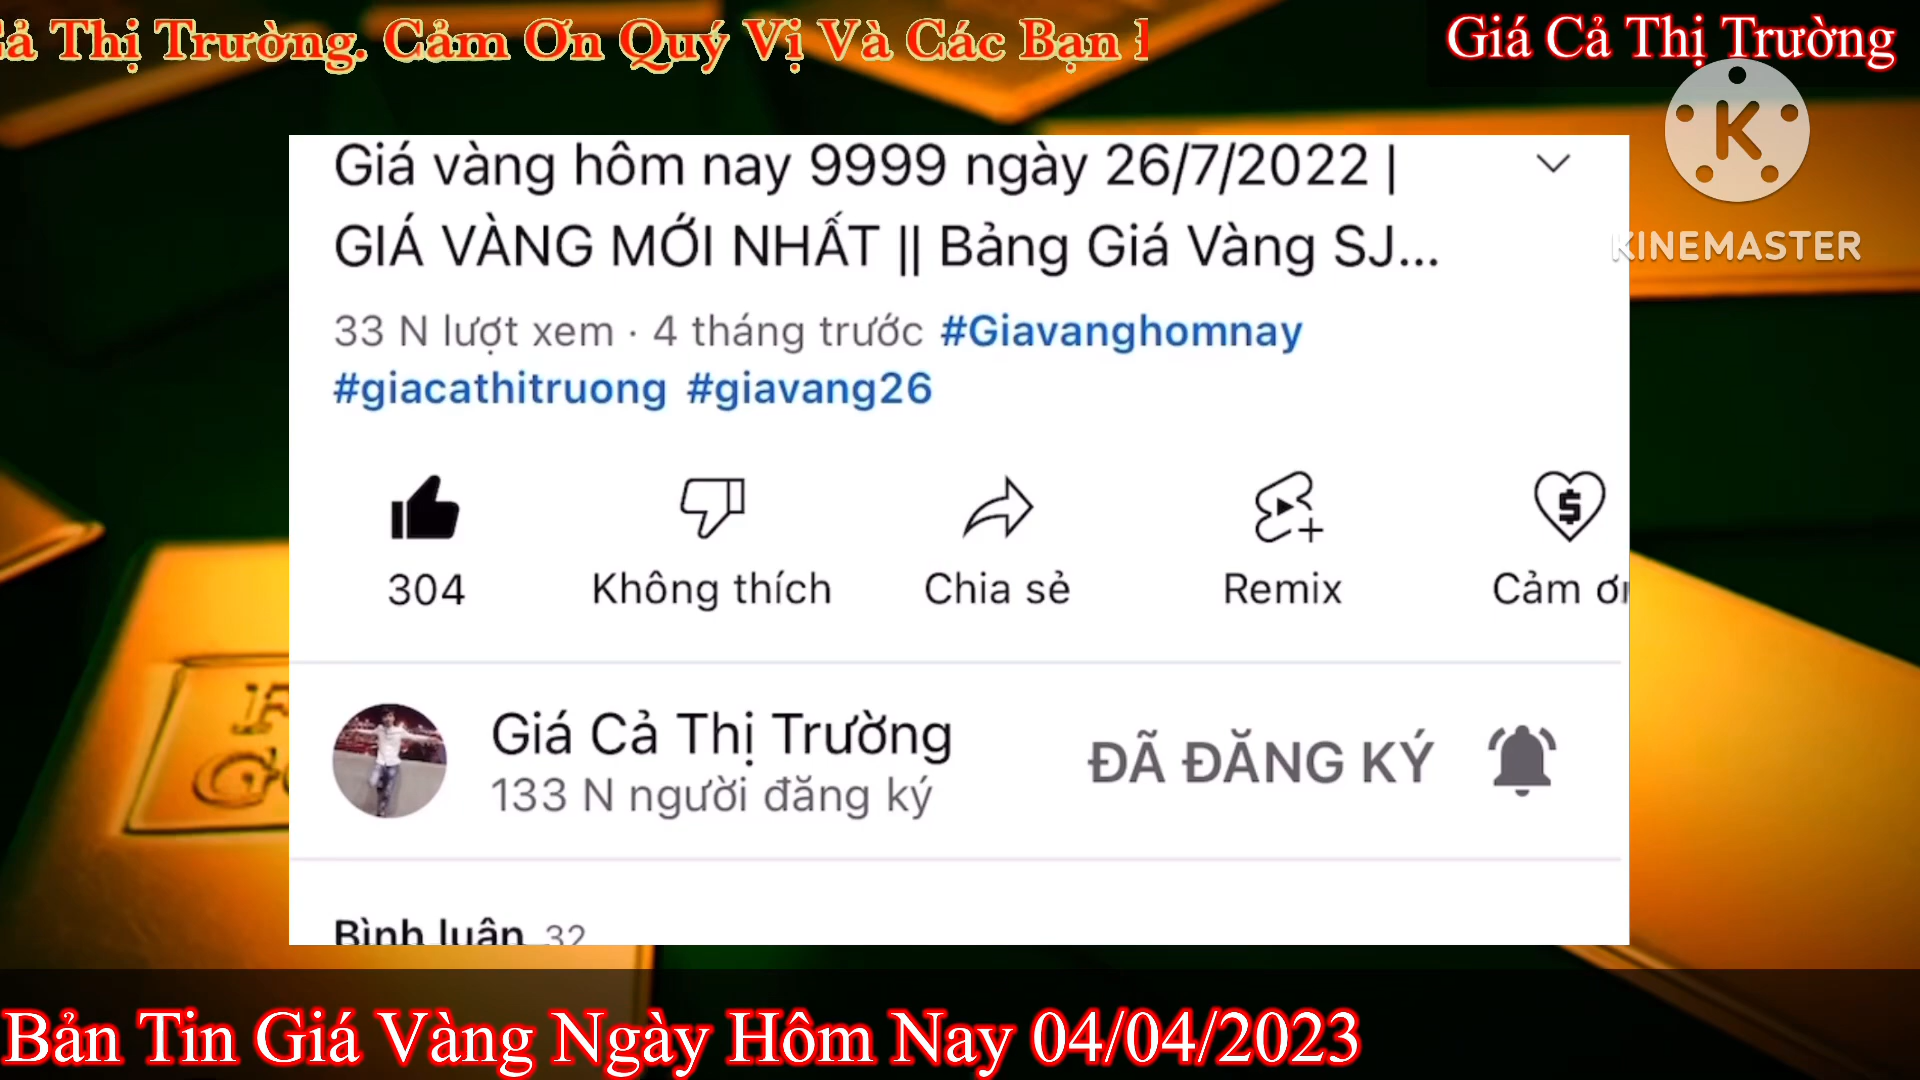 Thị Trường. Cảm Ơn Quý Vị Và Các Bạn
Giá Cả Thị Trường
K
KINEMASTER
Giá vàng hôm nay 9999 ngày 26/7/2022 |
GIÁ VÀNG MỚI NHẤT || Bảng Giá Vàng SJ...
33 N lượt xem · 4 tháng trước #Giavanghomnay
#giacathitruong #giavang26
304
Không thích
Chia sẻ
Remix
Cảm ơn
Giá Cả Thị Trường
133 N người đăng ký
ĐÃ ĐĂNG KÝ
Bình luận 32
Bản Tin Giá Vàng Ngày Hôm Nay 04/04/2023